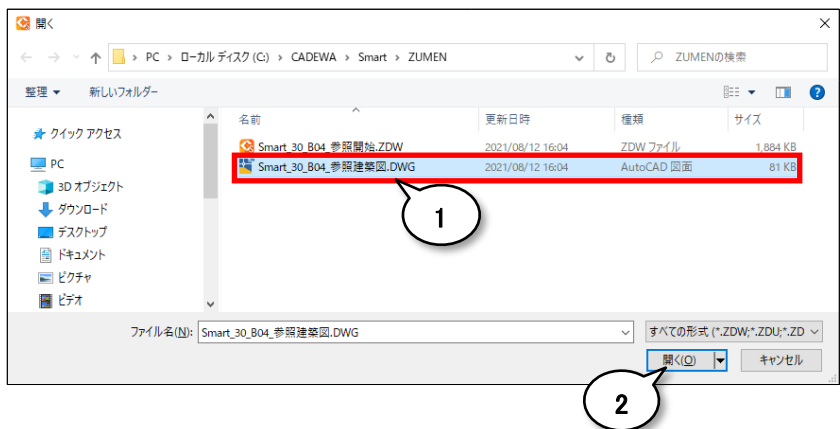 開く
PC › ローカル ディスク (C:) › CADEWA › Smart › ZUMEN
ZUMENの検索
整理 新しいフォルダー
名前 更新日時 種類 サイズ
クイック アクセス
Smart_30_B04_参照開始.ZDW 2021/08/12 16:04 ZDW ファイル 1,884 KB
PC
Smart_30_B04_参照建築図.DWG 2021/08/12 16:04 AutoCAD 図面 81 KB
3D オブジェクト
ダウンロード
デスクトップ
ドキュメント
ピクチャ
ビデオ
1
ファイル名(N): Smart_30_B04_参照建築図.DWG すべての形式 (*.ZDW;*.ZDU;*.ZD
開く(O) キャンセル
2